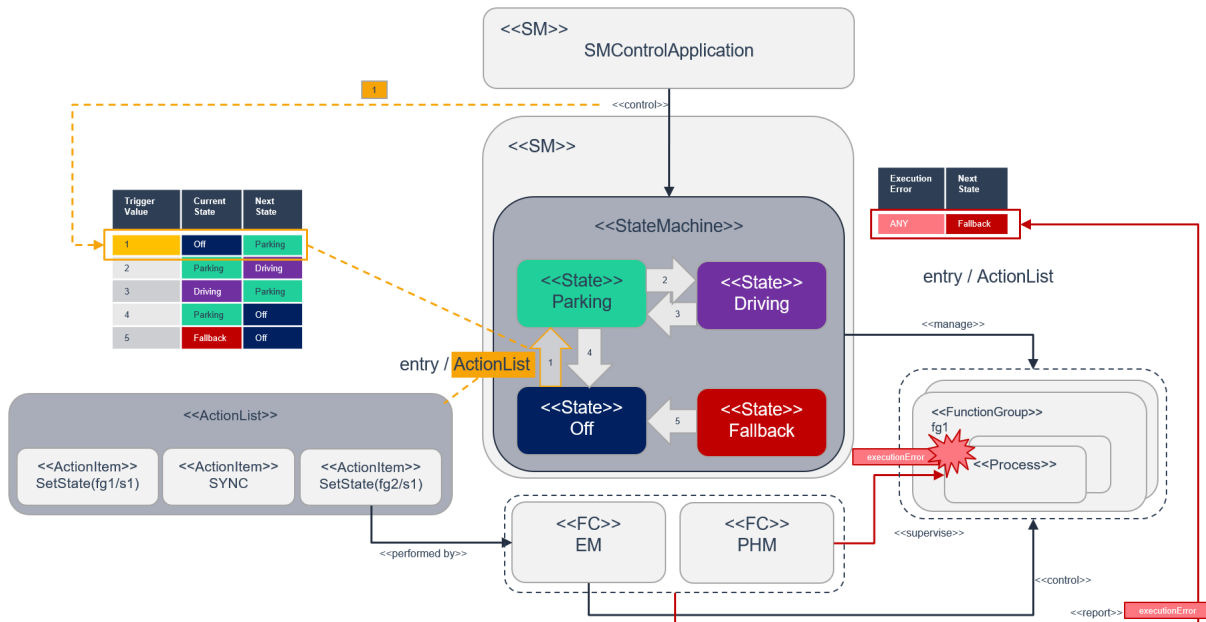 <<SM>>
SMControlApplication
1
<<control>>
<<SM>>
Trigger Value
Current State
Next State
1 Off Parking
2 Parking Driving
3 Driving Parking
4 Parking Off
5 Fallback Off
<<StateMachine>>
<<State>>
Parking
2
3
<<State>>
Driving
1
4
<<State>>
Off
5
<<State>>
Fallback
entry / ActionList
Execution Error
Next State
ANY Fallback
entry / ActionList
<<manage>>
<<ActionList>>
<<ActionItem>>
SetState(fg1/s1)
<<ActionItem>>
SYNC
<<ActionItem>>
SetState(fg2/s1)
<<FunctionGroup>>
fg1
executionError
<<Process>>
<<performed by>>
<<FC>>
EM
<<FC>>
PHM
<<supervise>>
<<control>>
<<report>>
executionError